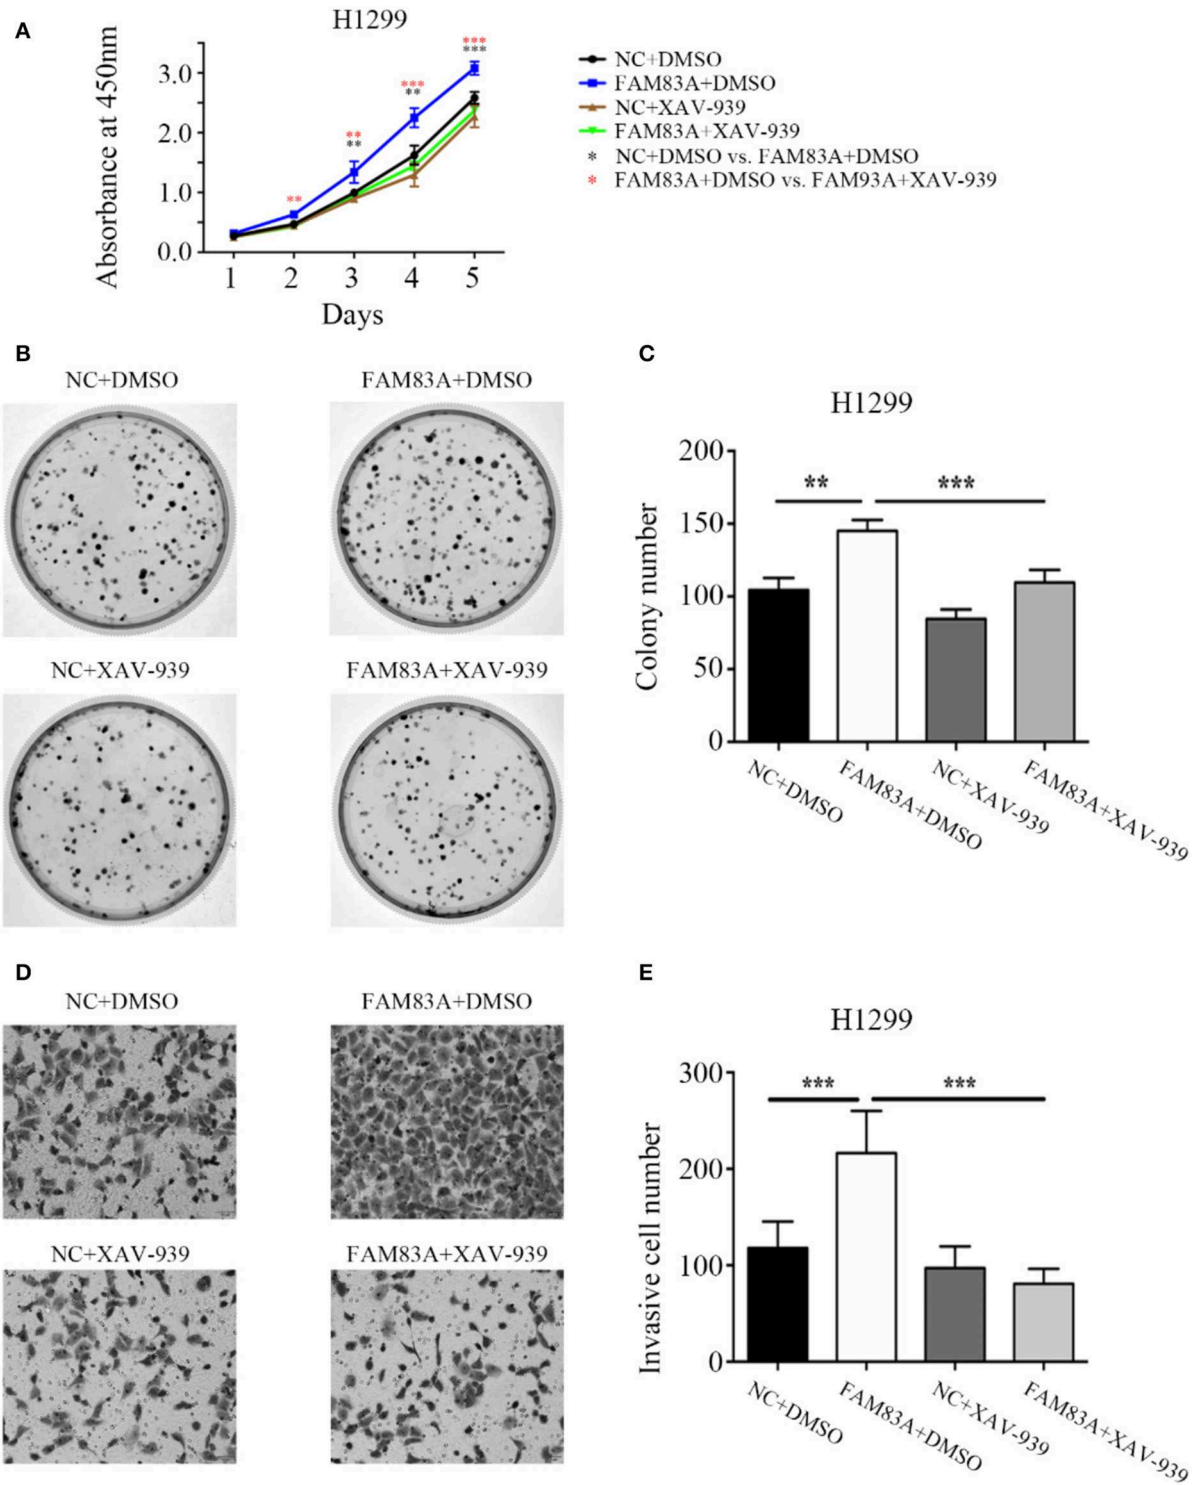 A
H1299
Absorbance at 450nm
3.0
2.0
1.0
0.0
1 2 3 4 5
Days
** ** ** *** ** *** ***
NC+DMSO
FAM83A+DMSO
NC+XAV-939
FAM83A+XAV-939
* NC+DMSO vs. FAM83A+DMSO
* FAM83A+DMSO vs. FAM93A+XAV-939
B
NC+DMSO FAM83A+DMSO
NC+XAV-939 FAM83A+XAV-939
C
H1299
Colony number
200
150
100
50
0
** ***
NC+DMSO FAM83A+DMSO NC+XAV-939 FAM83A+XAV-939
D
NC+DMSO FAM83A+DMSO
NC+XAV-939 FAM83A+XAV-939
E
H1299
Invasive cell number
300
200
100
0
*** ***
NC+DMSO FAM83A+DMSO NC+XAV-939 FAM83A+XAV-939